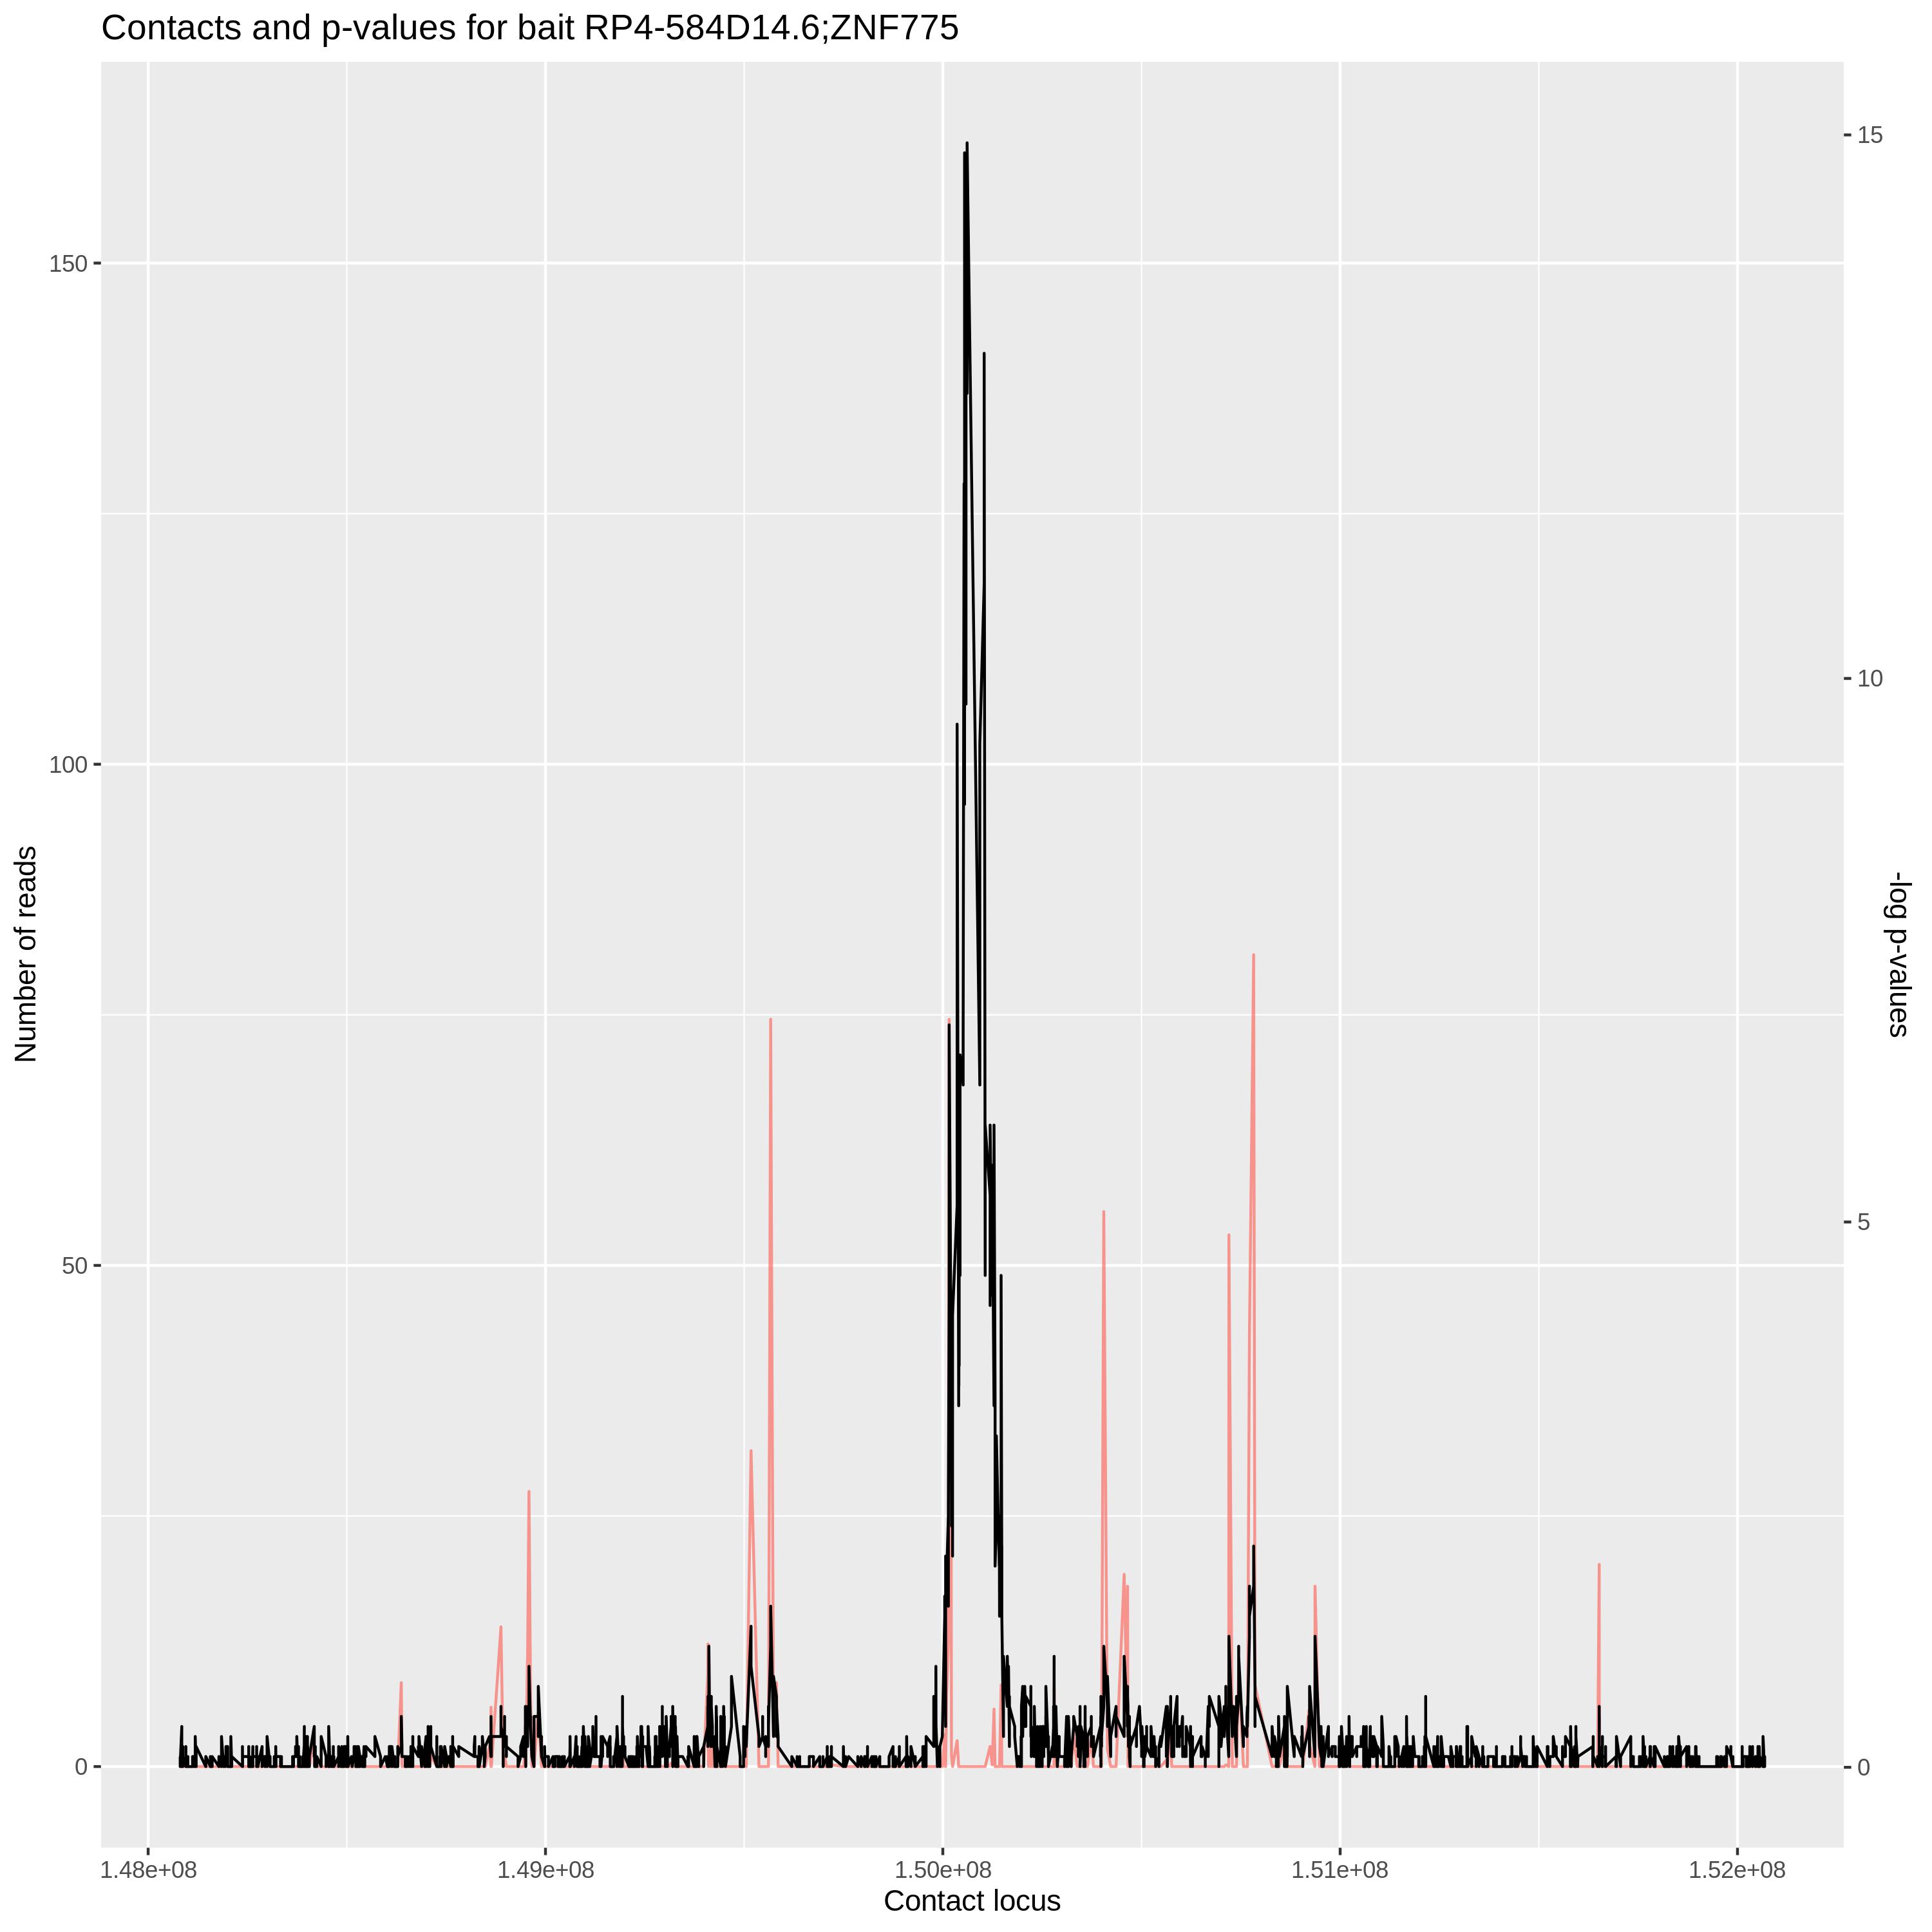 Contacts and p-values for bait RP4-584D14.6;ZNF775
Number of reads
150
100
50
0
15
10
5
0
-log p-values
1.48e+08 1.49e+08 1.50e+08 1.51e+08 1.52e+08
Contact locus